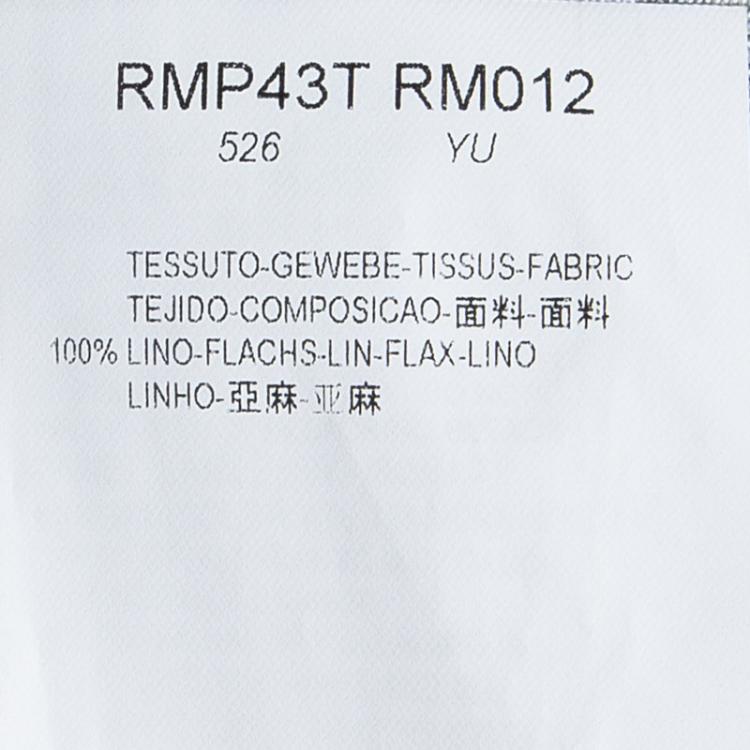 RMP43T RM012
526 YU
TESSUTO-GEWEBE-TISSUS-FABRIC
TEJIDO-COMPOSICAO-面料-面料
100% LINO-FLACHS-LIN-FLAX-LINO
LINHO-亞麻-亚麻